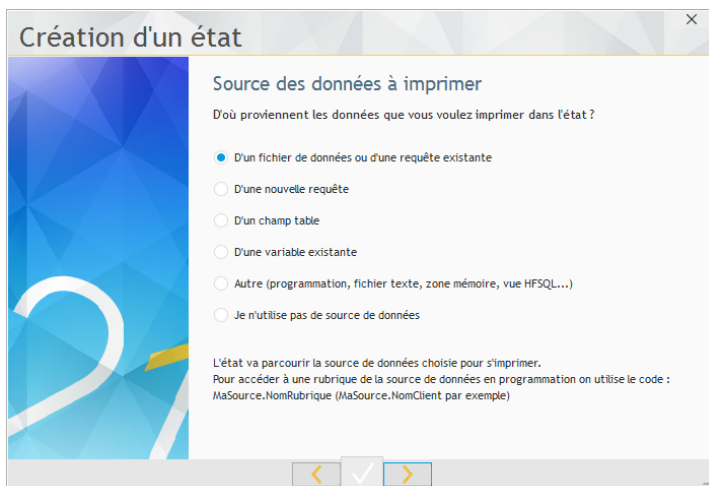 Création d'un état
Source des données à imprimer
D'où proviennent les données que vous voulez imprimer dans l'état ?
D'un fichier de données ou d'une requête existante
D'une nouvelle requête
D'un champ table
D'une variable existante
Autre (programmation, fichier texte, zone mémoire, vue HFSQL...)
Je n'utilise pas de source de données
L'état va parcourir la source de données choisie pour s'imprimer.
Pour accéder à une rubrique de la source de données en programmation on utilise le code :
MaSource.NomRubrique (MaSource.NomClient par exemple)